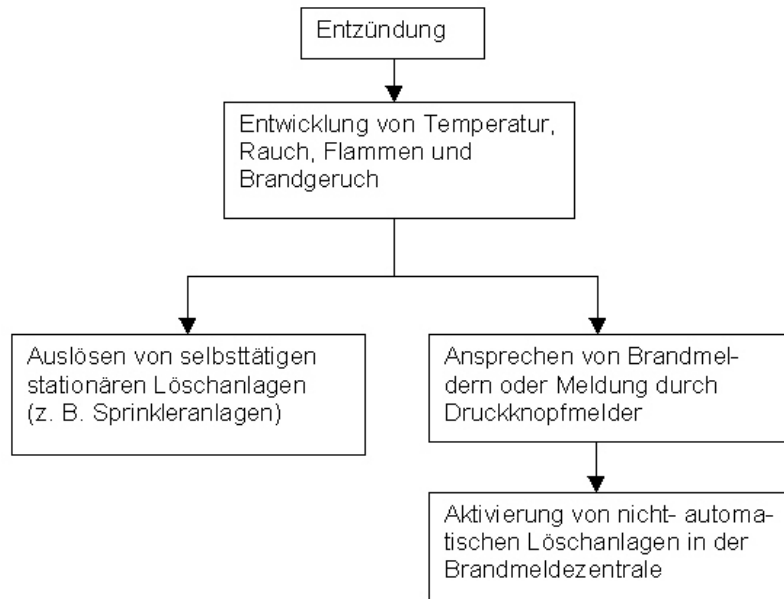 Entzündung
Entwicklung von Temperatur,
Rauch, Flammen und
Brandgeruch
Auslösen von selbsttätigen
stationären Löschanlagen
(z. B. Sprinkleranlagen)
Ansprechen von Brandmel-
dern oder Meldung durch
Druckknopfmelder
Aktivierung von nicht- automa-
tischen Löschanlagen in der
Brandmeldezentrale